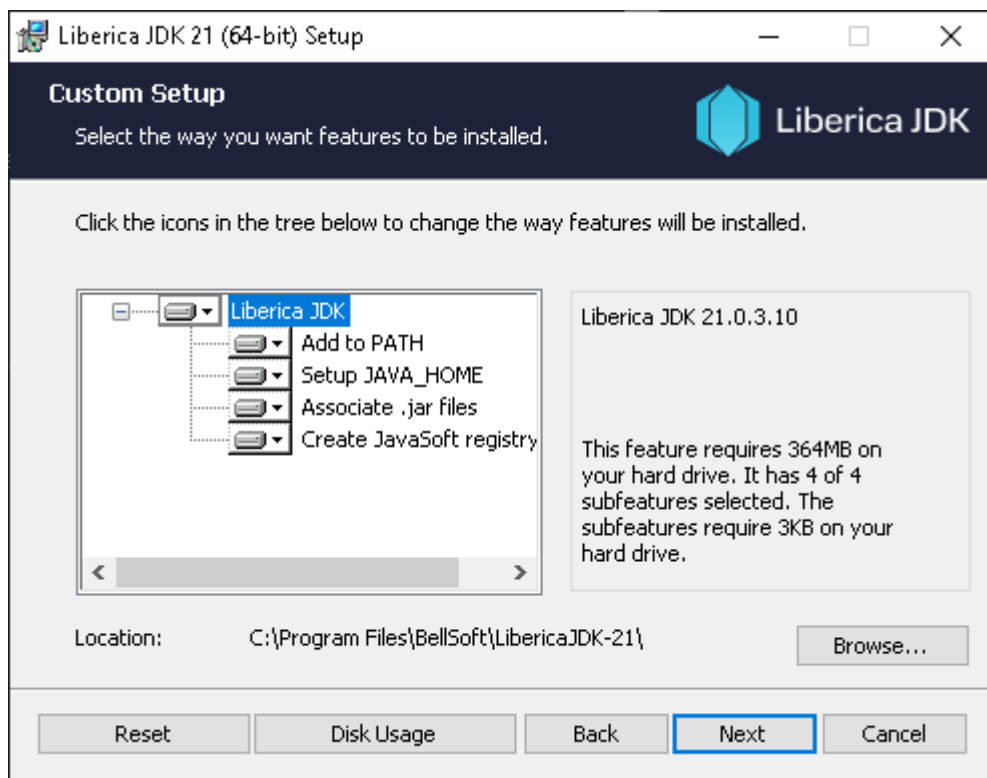 Liberica JDK 21 (64-bit) Setup
Custom Setup
Select the way you want features to be installed.
Liberica JDK
Click the icons in the tree below to change the way features will be installed.
Liberica JDK
Add to PATH
Setup JAVA_HOME
Associate .jar files
Create JavaSoft registry
Liberica JDK 21.0.3.10
This feature requires 364MB on
your hard drive. It has 4 of 4
subfeatures selected. The
subfeatures require 3KB on your
hard drive.
Location: C:\Program Files\BellSoft\LibericaJDK-21\
Browse...
Reset Disk Usage Back Next Cancel